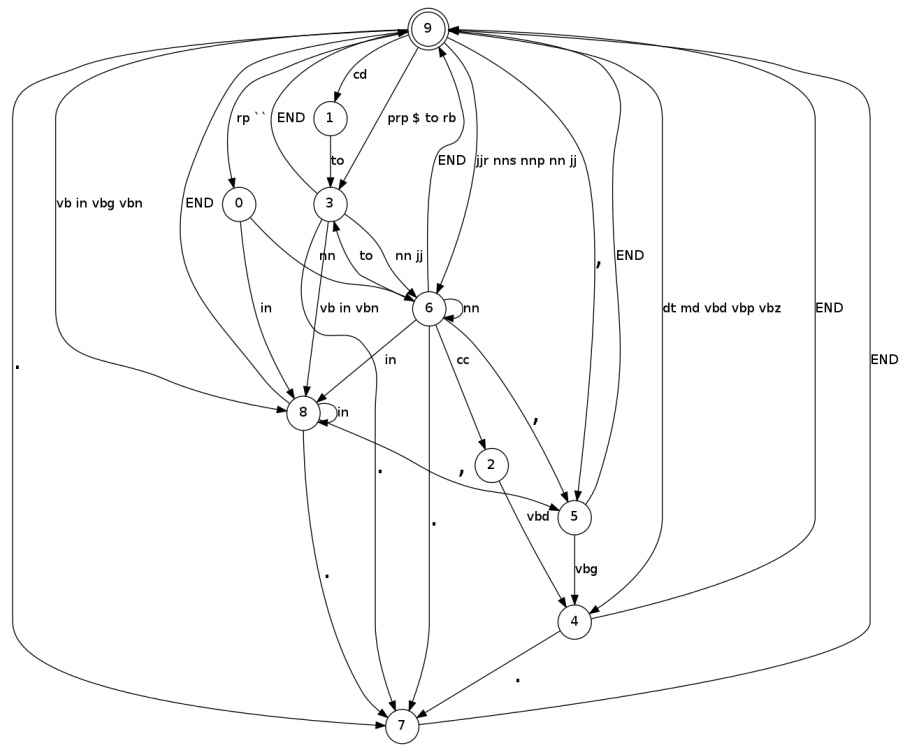 9
cd
rp `` END 1 prp $ to rb
to END jjr nns nnp nn jj
vb in vbg vbn END 0 3
nn to nn jj , END
in vb in vbn 6 nn dt md vbd vbp vbz END
. in cc END
8 in ,
. , 2
. vbd 5
. vbg
4
.
7